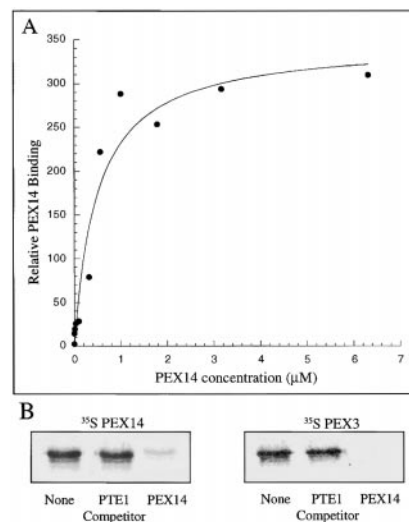 A
350
300
250
200
150
100
50
0
Relative PEX14 Binding
0 1 2 3 4 5 6 7
PEX14 concentration (μM)
B
³⁵S PEX14
³⁵S PEX3
None PTE1 PEX14
Competitor
None PTE1 PEX14
Competitor